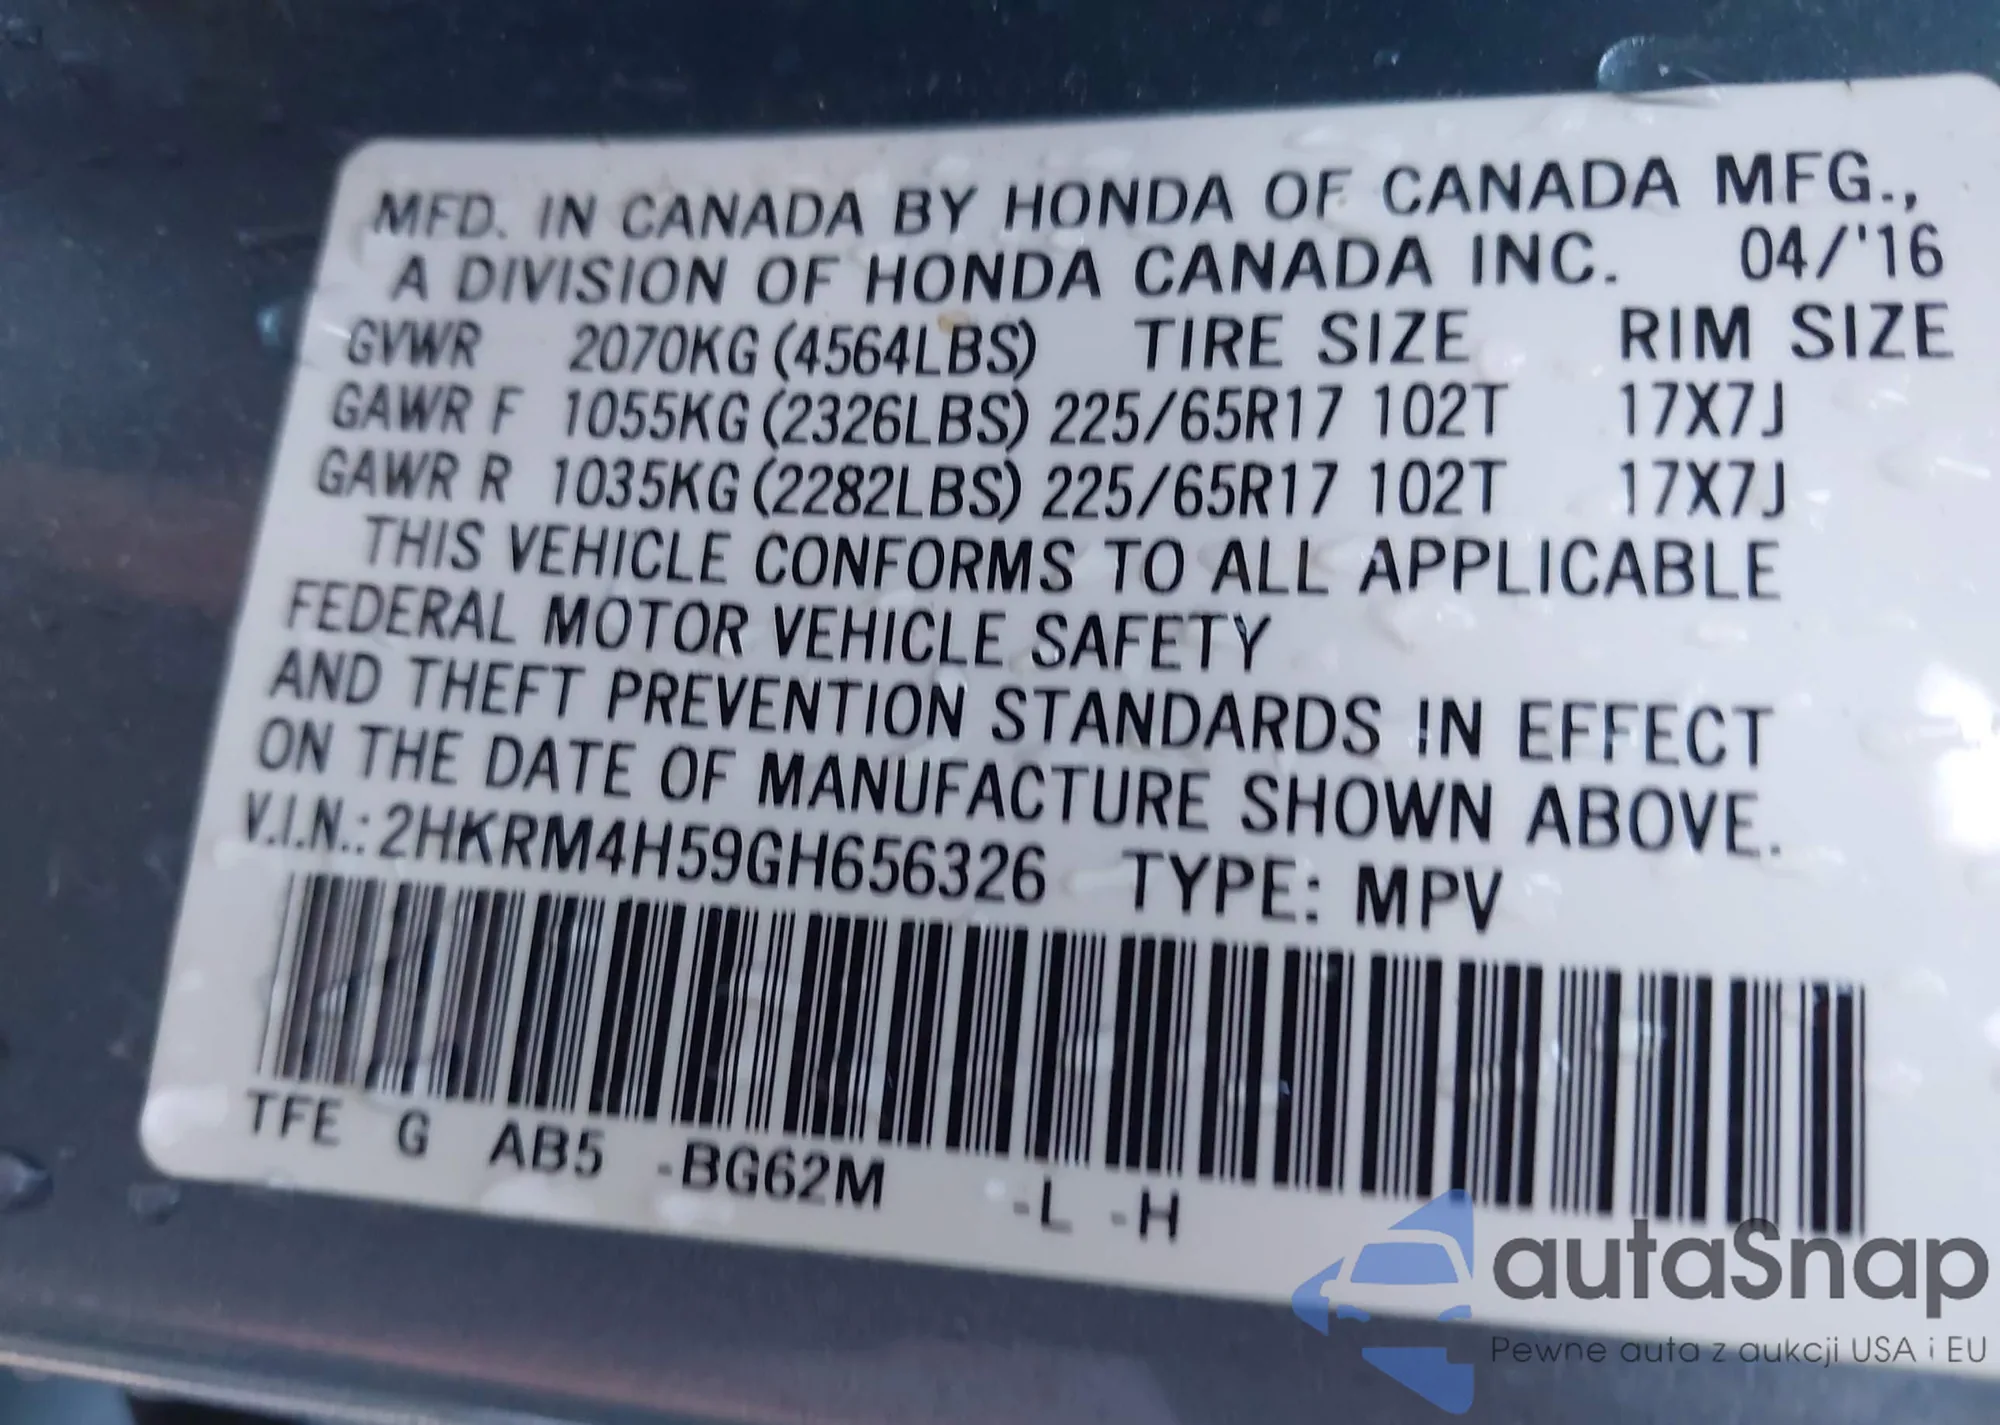 MFD. IN CANADA BY HONDA OF CANADA MFG.,
A DIVISION OF HONDA CANADA INC. 04/'16
GVWR 2070KG (4564LBS) TIRE SIZE RIM SIZE
GAWR F 1055KG (2326LBS) 225/65R17 102T 17X7J
GAWR R 1035KG (2282LBS) 225/65R17 102T 17X7J
THIS VEHICLE CONFORMS TO ALL APPLICABLE
FEDERAL MOTOR VEHICLE SAFETY
AND THEFT PREVENTION STANDARDS IN EFFECT
ON THE DATE OF MANUFACTURE SHOWN ABOVE.
V.I.N.: 2HKRM4H59GH656326 TYPE: MPV
TFE G AB5 -BG62M -L -H
autaSnap
Pewne auta z aukcji USA i EU